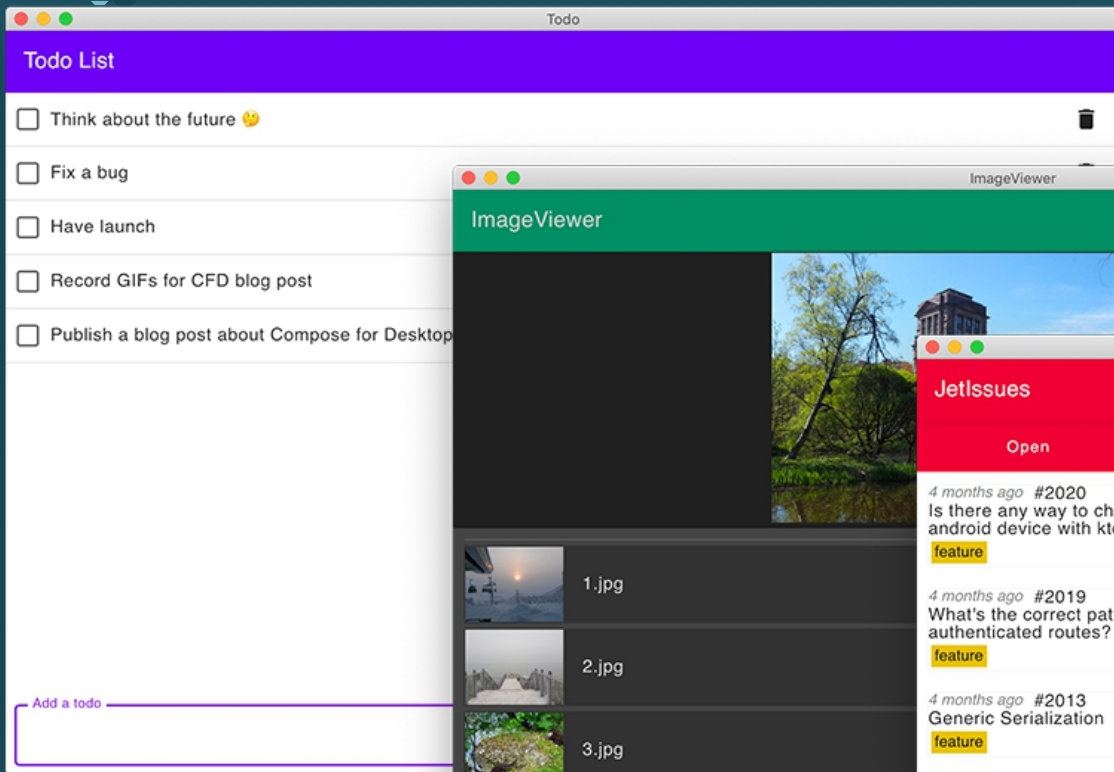 Todo
Todo List
Think about the future 🤔
Fix a bug
Have launch
Record GIFs for CFD blog post
Publish a blog post about Compose for Desktop
Add a todo
ImageViewer
ImageViewer
1.jpg
2.jpg
3.jpg
JetIssues
Open
4 months ago #2020
Is there any way to ch
android device with kt
feature
4 months ago #2019
What's the correct pat
authenticated routes?
feature
4 months ago #2013
Generic Serialization
feature